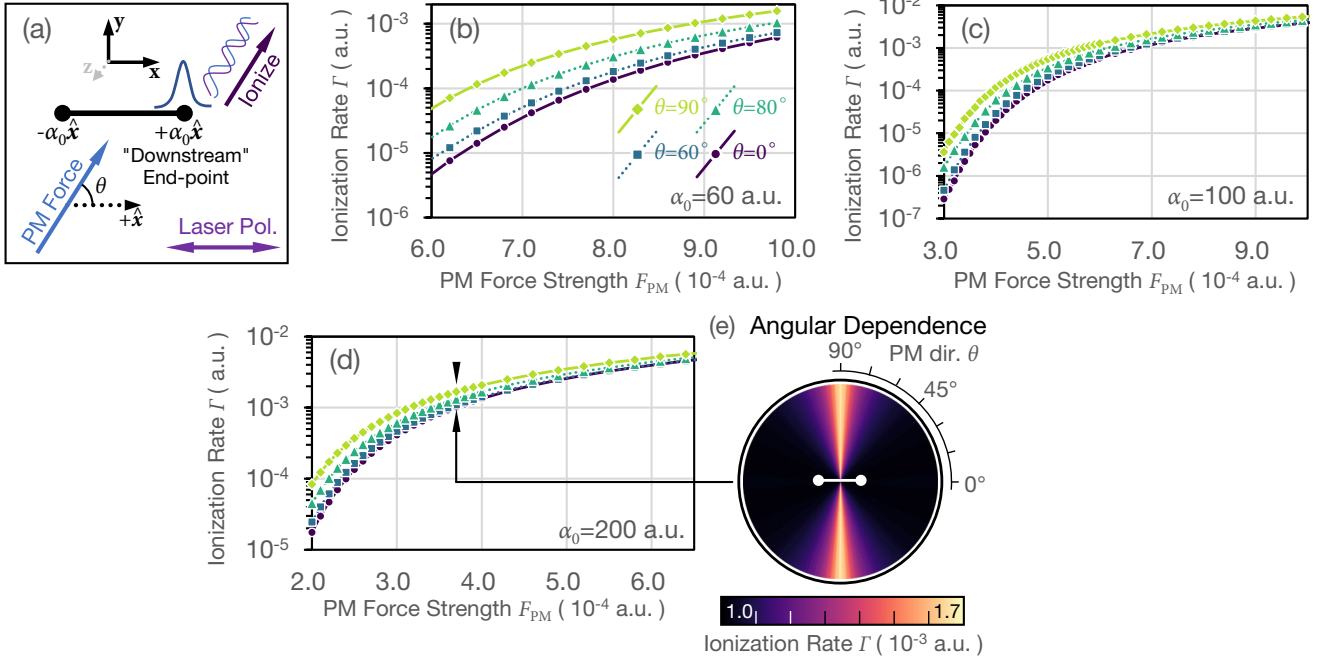 (a)
y
x
z
Ionize
-α₀x̂
+α₀x̂
"Downstream"
End-point
PM Force
θ
+x̂
Laser Pol.
(b)
Ionization Rate Γ ( a.u. )
10⁻³
10⁻⁴
10⁻⁵
10⁻⁶
θ=90°
θ=80°
θ=60°
θ=0°
α₀=60 a.u.
6.0 7.0 8.0 9.0 10.0
PM Force Strength F_PM ( 10⁻⁴ a.u. )
(c)
Ionization Rate Γ ( a.u. )
10⁻²
10⁻³
10⁻⁴
10⁻⁵
10⁻⁶
10⁻⁷
α₀=100 a.u.
3.0 5.0 7.0 9.0
PM Force Strength F_PM ( 10⁻⁴ a.u. )
(d)
Ionization Rate Γ ( a.u. )
10⁻²
10⁻³
10⁻⁴
10⁻⁵
α₀=200 a.u.
2.0 3.0 4.0 5.0 6.0
PM Force Strength F_PM ( 10⁻⁴ a.u. )
(e) Angular Dependence
90° PM dir. θ
45°
0°
1.0 1.7
Ionization Rate Γ ( 10⁻³ a.u. )